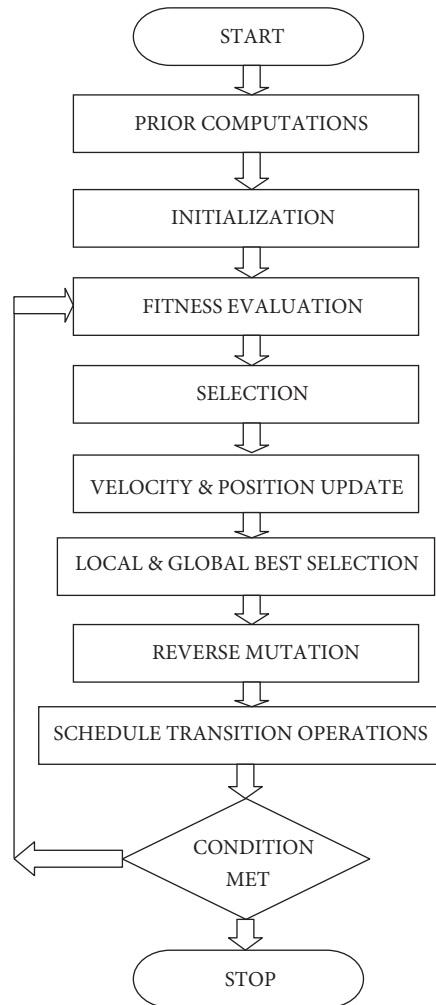 START
PRIOR COMPUTATIONS
INITIALIZATION
FITNESS EVALUATION
SELECTION
VELOCITY & POSITION UPDATE
LOCAL & GLOBAL BEST SELECTION
REVERSE MUTATION
SCHEDULE TRANSITION OPERATIONS
CONDITION
MET
STOP